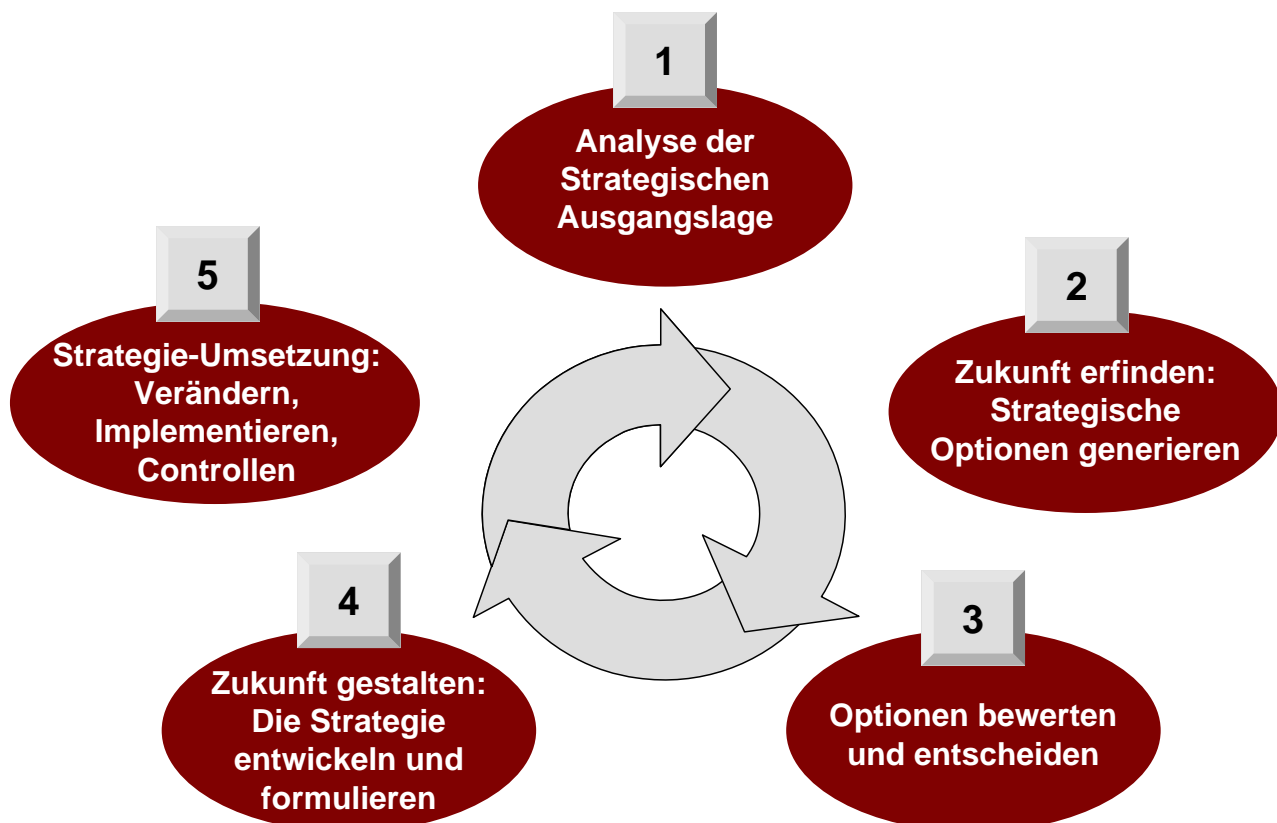 1
Analyse der
Strategischen
Ausgangslage
2
Zukunft erfinden:
Strategische
Optionen generieren
3
Optionen bewerten
und entscheiden
4
Zukunft gestalten:
Die Strategie
entwickeln und
formulieren
5
Strategie-Umsetzung:
Verändern,
Implementieren,
Controllen